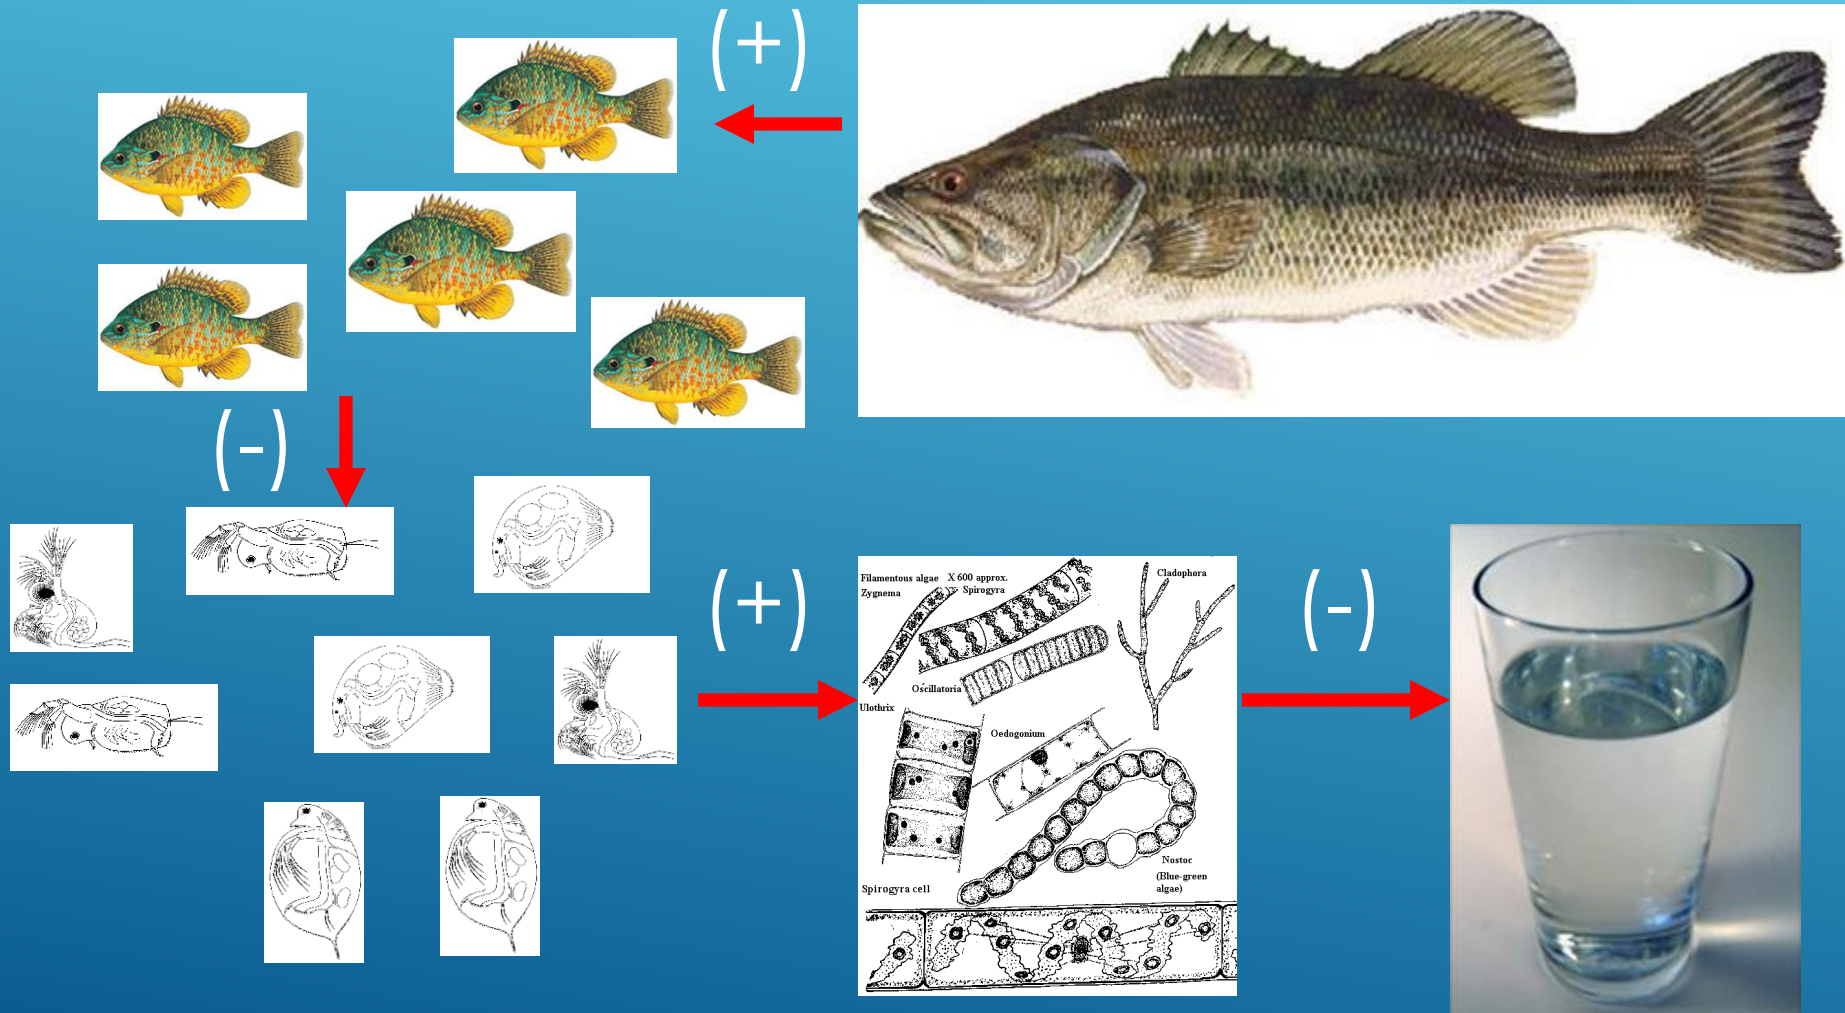 (+)
(-)
(+)
(-)
Filamentous algae X 600 approx.
Zygnema
Spirogyra
Cladophora
Oscillatoria
Ulothrix
Oedogonium
Nostoc
(Blue-green
algae)
Spirogyra cell